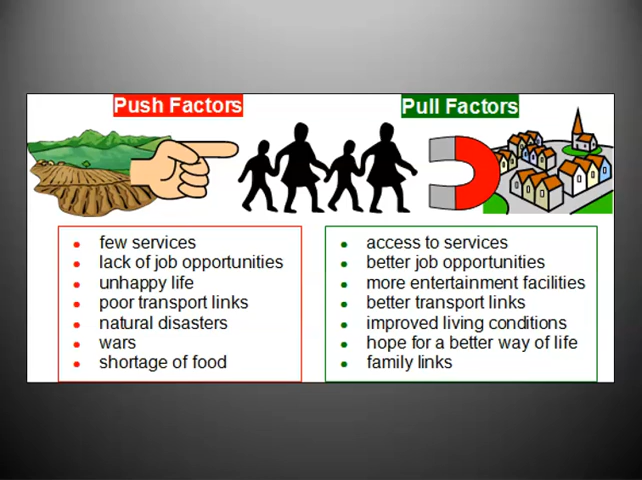 Push Factors
Pull Factors
few services
lack of job opportunities
unhappy life
poor transport links
natural disasters
wars
shortage of food
access to services
better job opportunities
more entertainment facilities
better transport links
improved living conditions
hope for a better way of life
family links